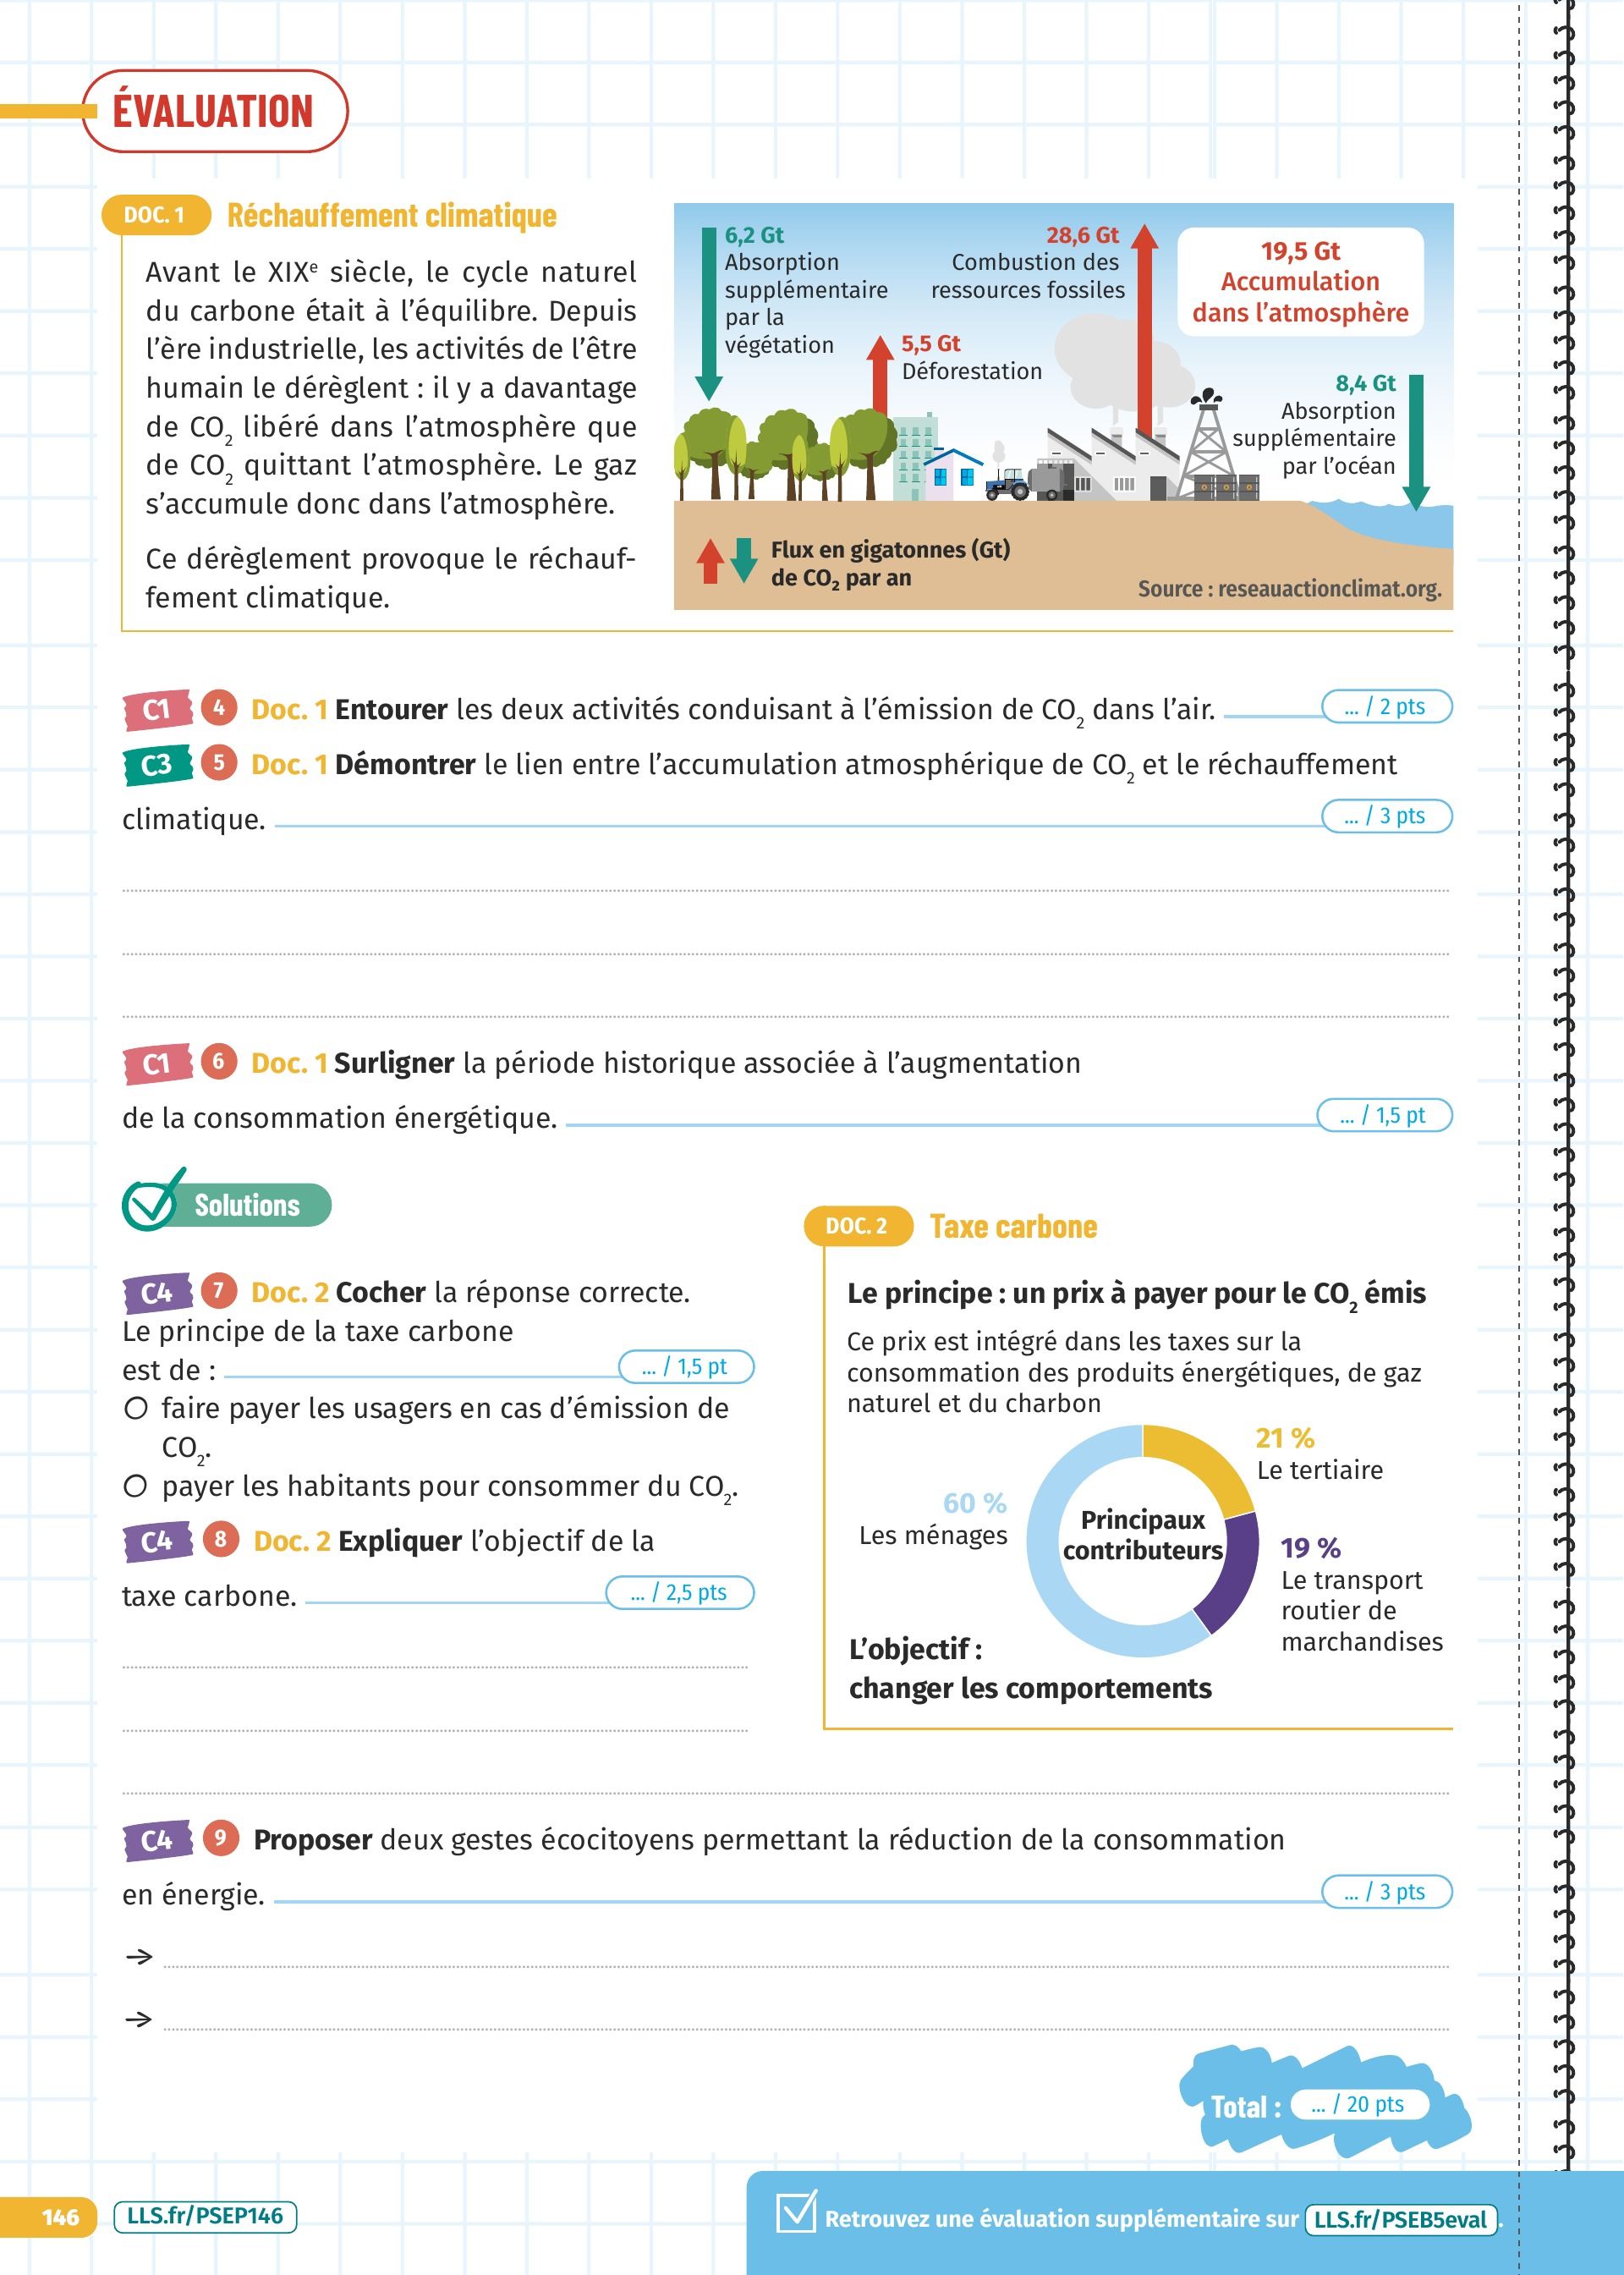 ÉVALUATION
DOC. 1 Réchauffement climatique
Avant le XIXe siècle, le cycle naturel
du carbone était à l'équilibre. Depuis
l'ère industrielle, les activités de l'être
humain le dérèglent : il y a davantage
de CO2 libéré dans l'atmosphère que
de CO2 quittant l'atmosphère. Le gaz
s'accumule donc dans l'atmosphère.
Ce dérèglement provoque le réchauf-
fement climatique.
6,2 Gt
Absorption
supplémentaire
par la
végétation
5,5 Gt
Déforestation
28,6 Gt
Combustion des
ressources fossiles
19,5 Gt
Accumulation
dans l'atmosphère
8,4 Gt
Absorption
supplémentaire
par l'océan
Flux en gigatonnes (Gt)
de CO2 par an
Source : reseauactionclimat.org.
C1 4 Doc. 1 Entourer les deux activités conduisant à l'émission de CO2 dans l'air. ... / 2 pts
C3 5 Doc. 1 Démontrer le lien entre l'accumulation atmosphérique de CO2 et le réchauffement
climatique. ... / 3 pts
C1 6 Doc. 1 Surligner la période historique associée à l'augmentation
de la consommation énergétique. ... / 1,5 pt
Solutions
C4 7 Doc. 2 Cocher la réponse correcte.
Le principe de la taxe carbone
est de : ... / 1,5 pt
faire payer les usagers en cas d'émission de
CO2.
payer les habitants pour consommer du CO2.
C4 8 Doc. 2 Expliquer l'objectif de la
taxe carbone. ... / 2,5 pts
DOC. 2 Taxe carbone
Le principe : un prix à payer pour le CO2 émis
Ce prix est intégré dans les taxes sur la
consommation des produits énergétiques, de gaz
naturel et du charbon
21 %
Le tertiaire
60 %
Les ménages
Principaux
contributeurs
19 %
Le transport
routier de
marchandises
L'objectif :
changer les comportements
C4 9 Proposer deux gestes écocitoyens permettant la réduction de la consommation
en énergie. ... / 3 pts
→
→
Total : ... / 20 pts
146 LLS.fr/PSEP146
Retrouvez une évaluation supplémentaire sur LLS.fr/PSEB5eval.